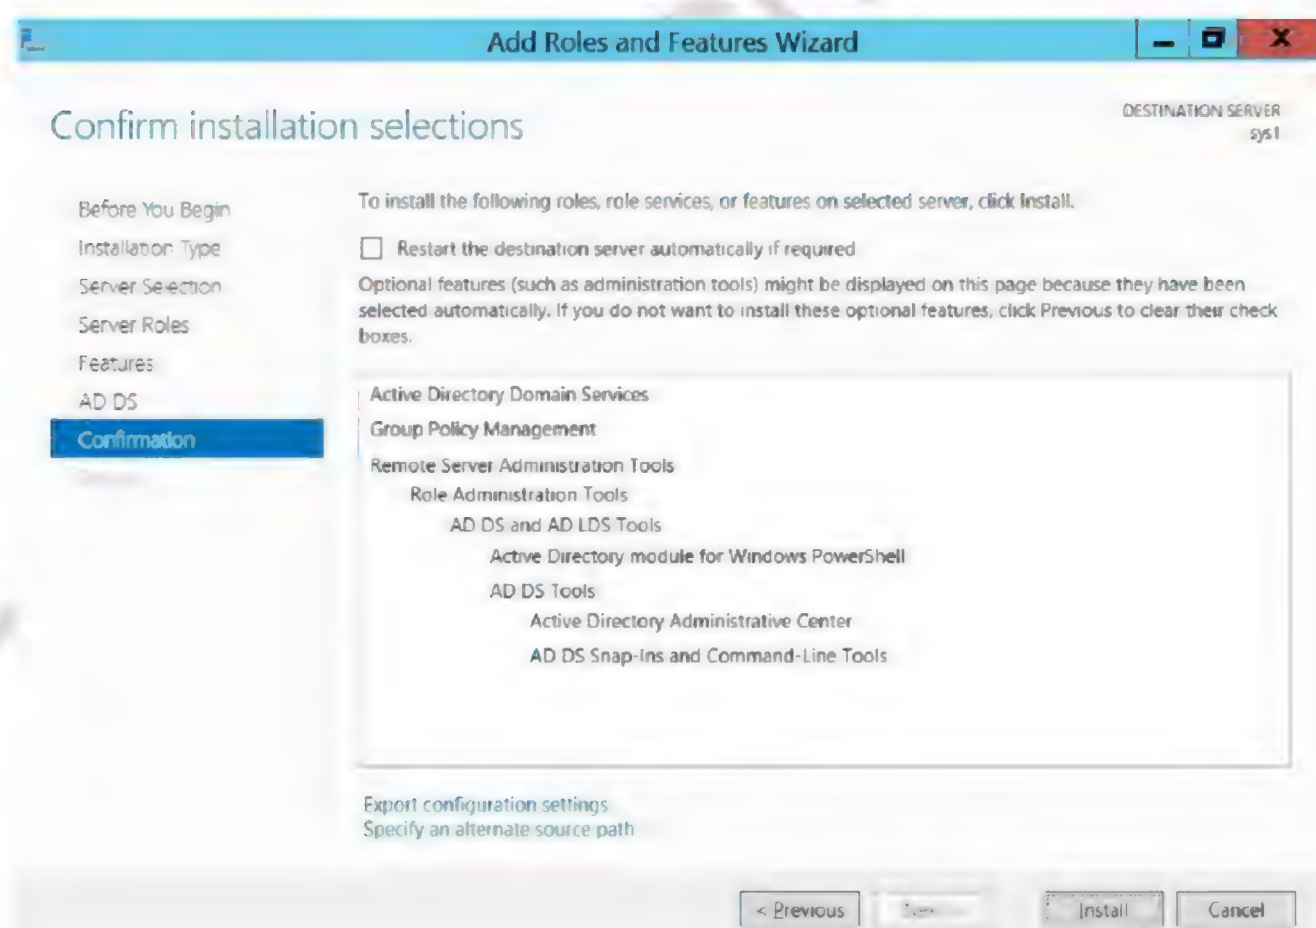 Add Roles and Features Wizard
Confirm installation selections
DESTINATION SERVER
sys1
Before You Begin
Installation Type
Server Selection
Server Roles
Features
AD DS
Confirmation
To install the following roles, role services, or features on selected server, click Install.
Restart the destination server automatically if required
Optional features (such as administration tools) might be displayed on this page because they have been
selected automatically. If you do not want to install these optional features, click Previous to clear their check
boxes.
Active Directory Domain Services
Group Policy Management
Remote Server Administration Tools
Role Administration Tools
AD DS and AD LDS Tools
Active Directory module for Windows PowerShell
AD DS Tools
Active Directory Administrative Center
AD DS Snap-Ins and Command-Line Tools
Export configuration settings
Specify an alternate source path
< Previous
Install
Cancel